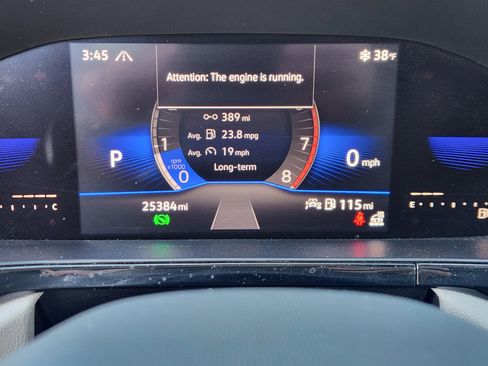 3:45 38°F
Attention: The engine is running.
389 mi
Avg. 23.8 mpg
Avg. 19 mph
Long-term
P 1 7 0 mph
rpm
x1000
0 8
25384 mi 115 mi
C E